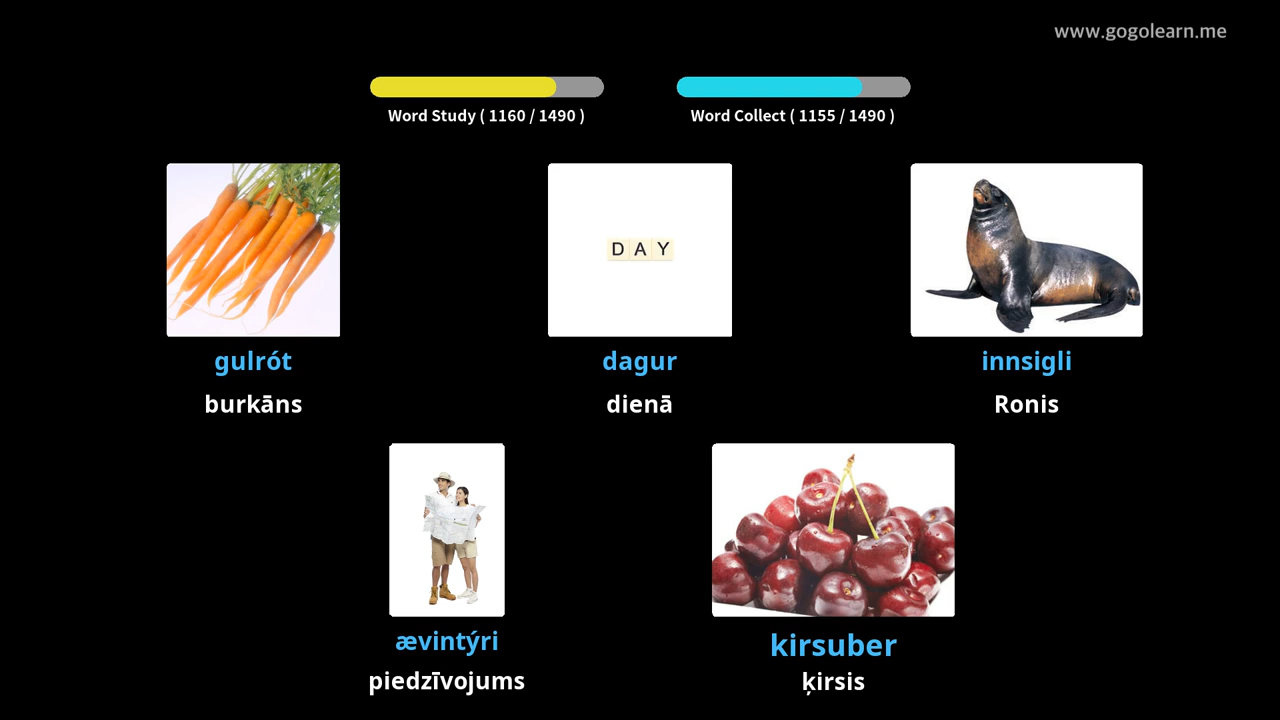 www.gogolearn.me
Word Study ( 1160 / 1490 )
Word Collect ( 1155 / 1490 )
DAY
gulrót
dagur
innsigli
burkāns
dienā
Ronis
ævintýri
kirsuber
piedzīvojums
ķirsis